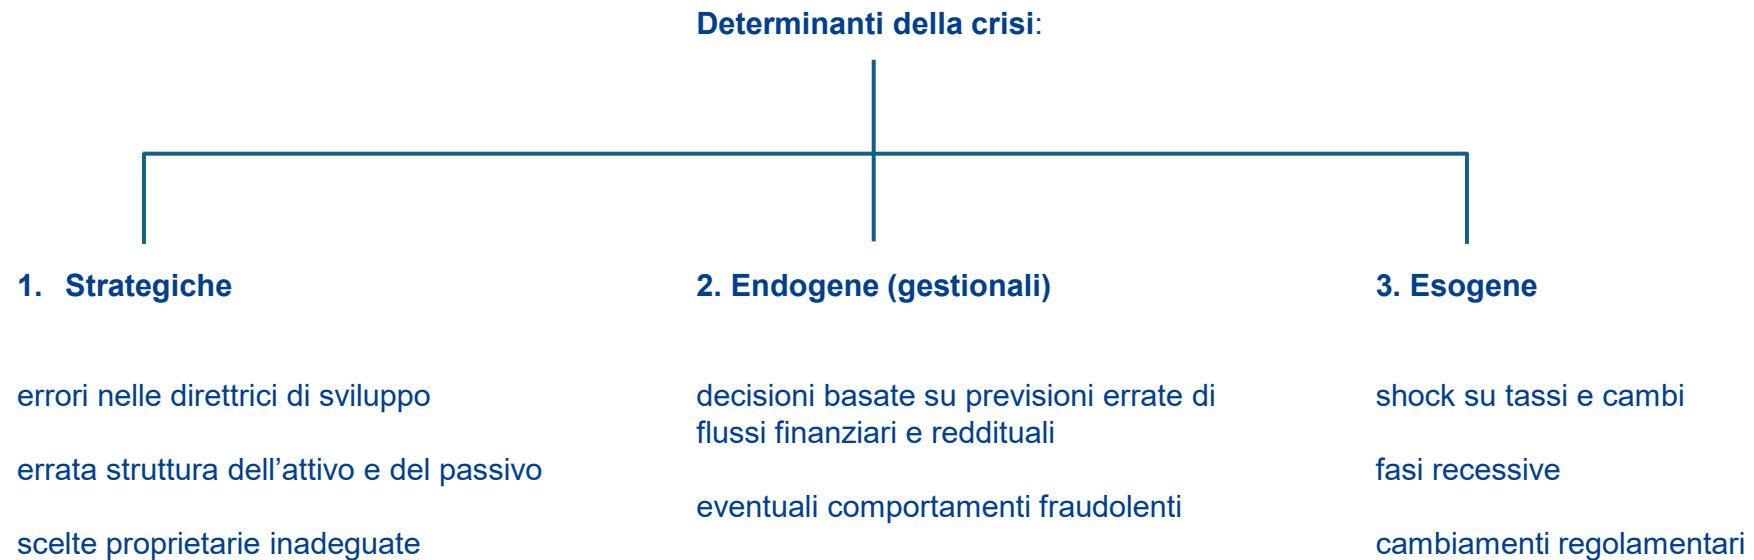 Determinanti della crisi:
1. Strategiche
errori nelle direttrici di sviluppo
errata struttura dell’attivo e del passivo
scelte proprietarie inadeguate
2. Endogene (gestionali)
decisioni basate su previsioni errate di
flussi finanziari e reddituali
eventuali comportamenti fraudolenti
3. Esogene
shock su tassi e cambi
fasi recessive
cambiamenti regolamentari